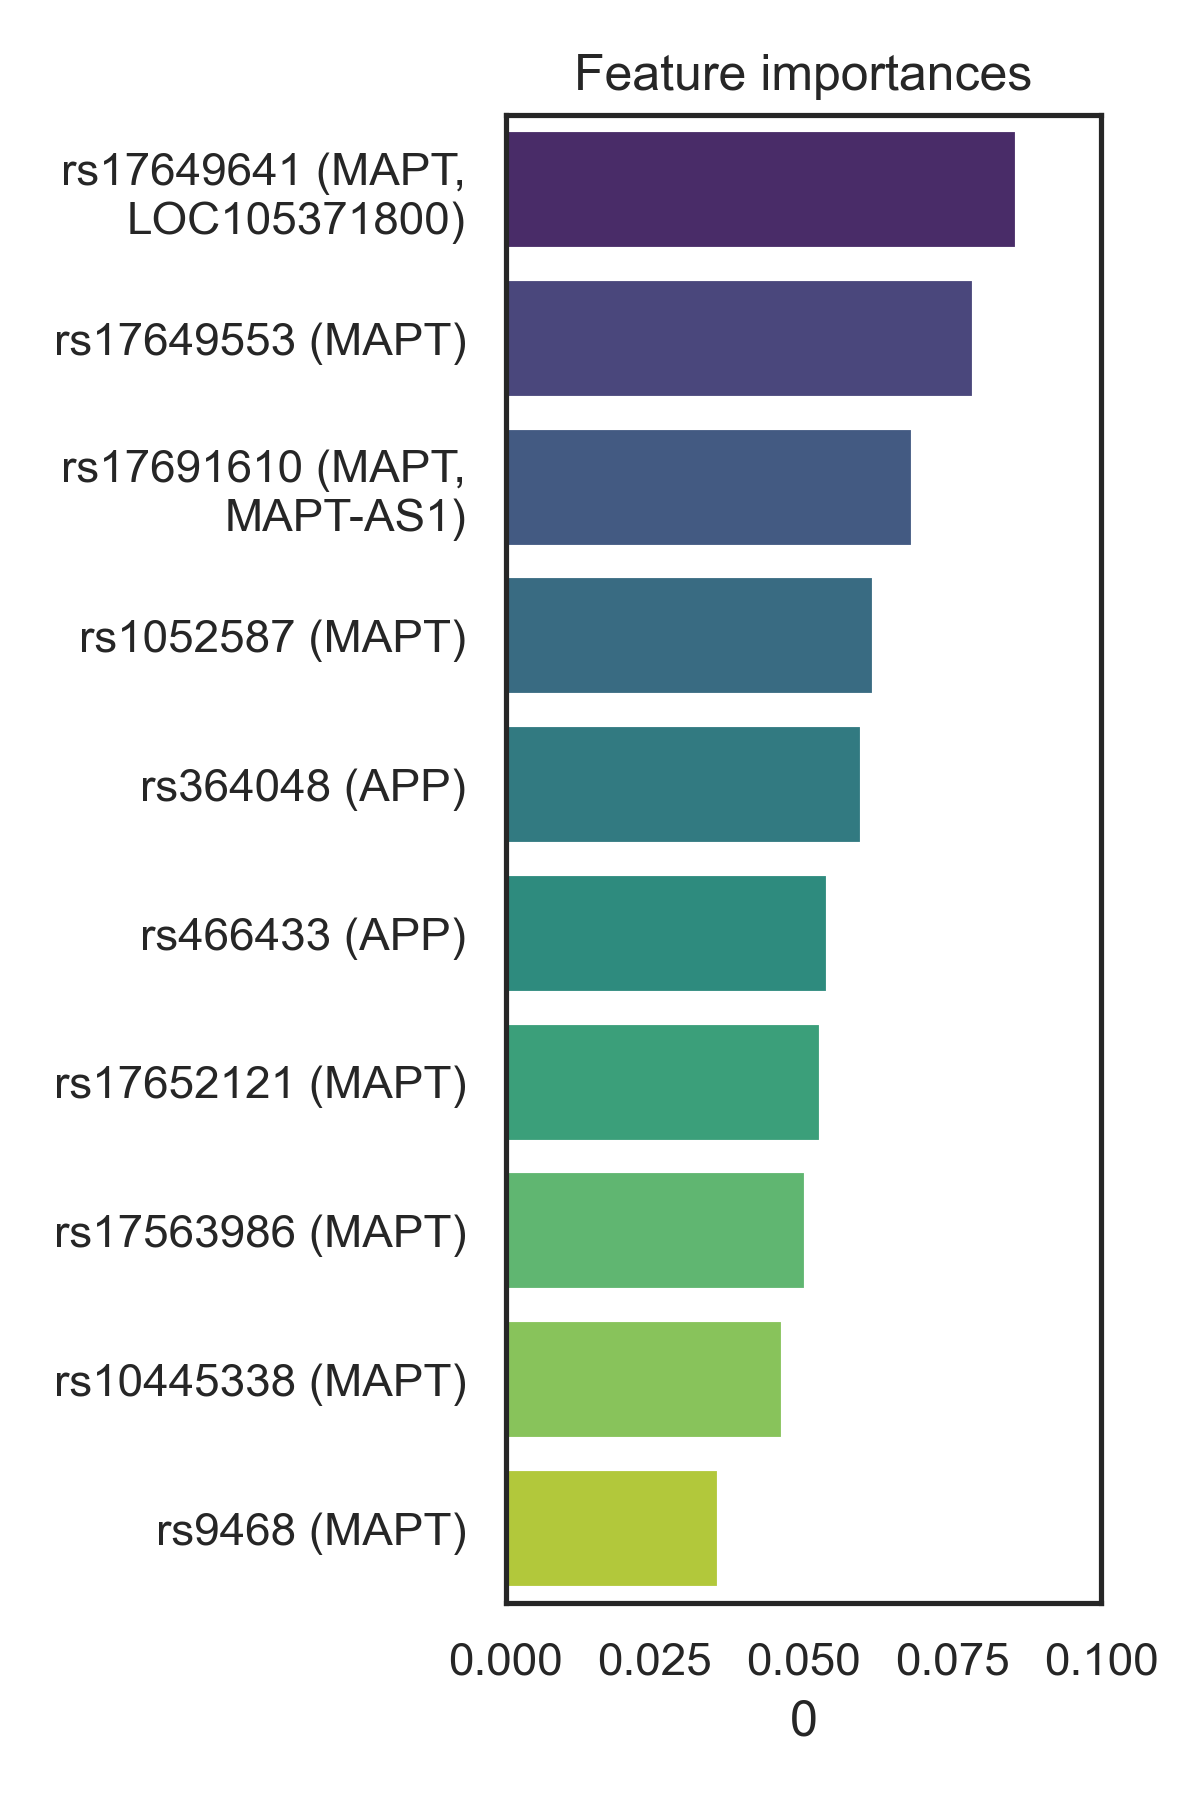 Feature importances
rs17649641 (MAPT,
LOC105371800)
rs17649553 (MAPT)
rs17691610 (MAPT,
MAPT-AS1)
rs1052587 (MAPT)
rs364048 (APP)
rs466433 (APP)
rs17652121 (MAPT)
rs17563986 (MAPT)
rs10445338 (MAPT)
rs9468 (MAPT)
0.000 0.025 0.050 0.075 0.100
0